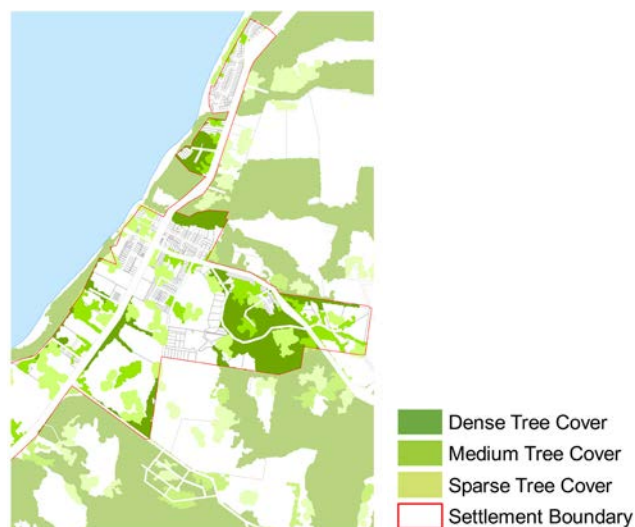 Dense Tree Cover
Medium Tree Cover
Sparse Tree Cover
Settlement Boundary